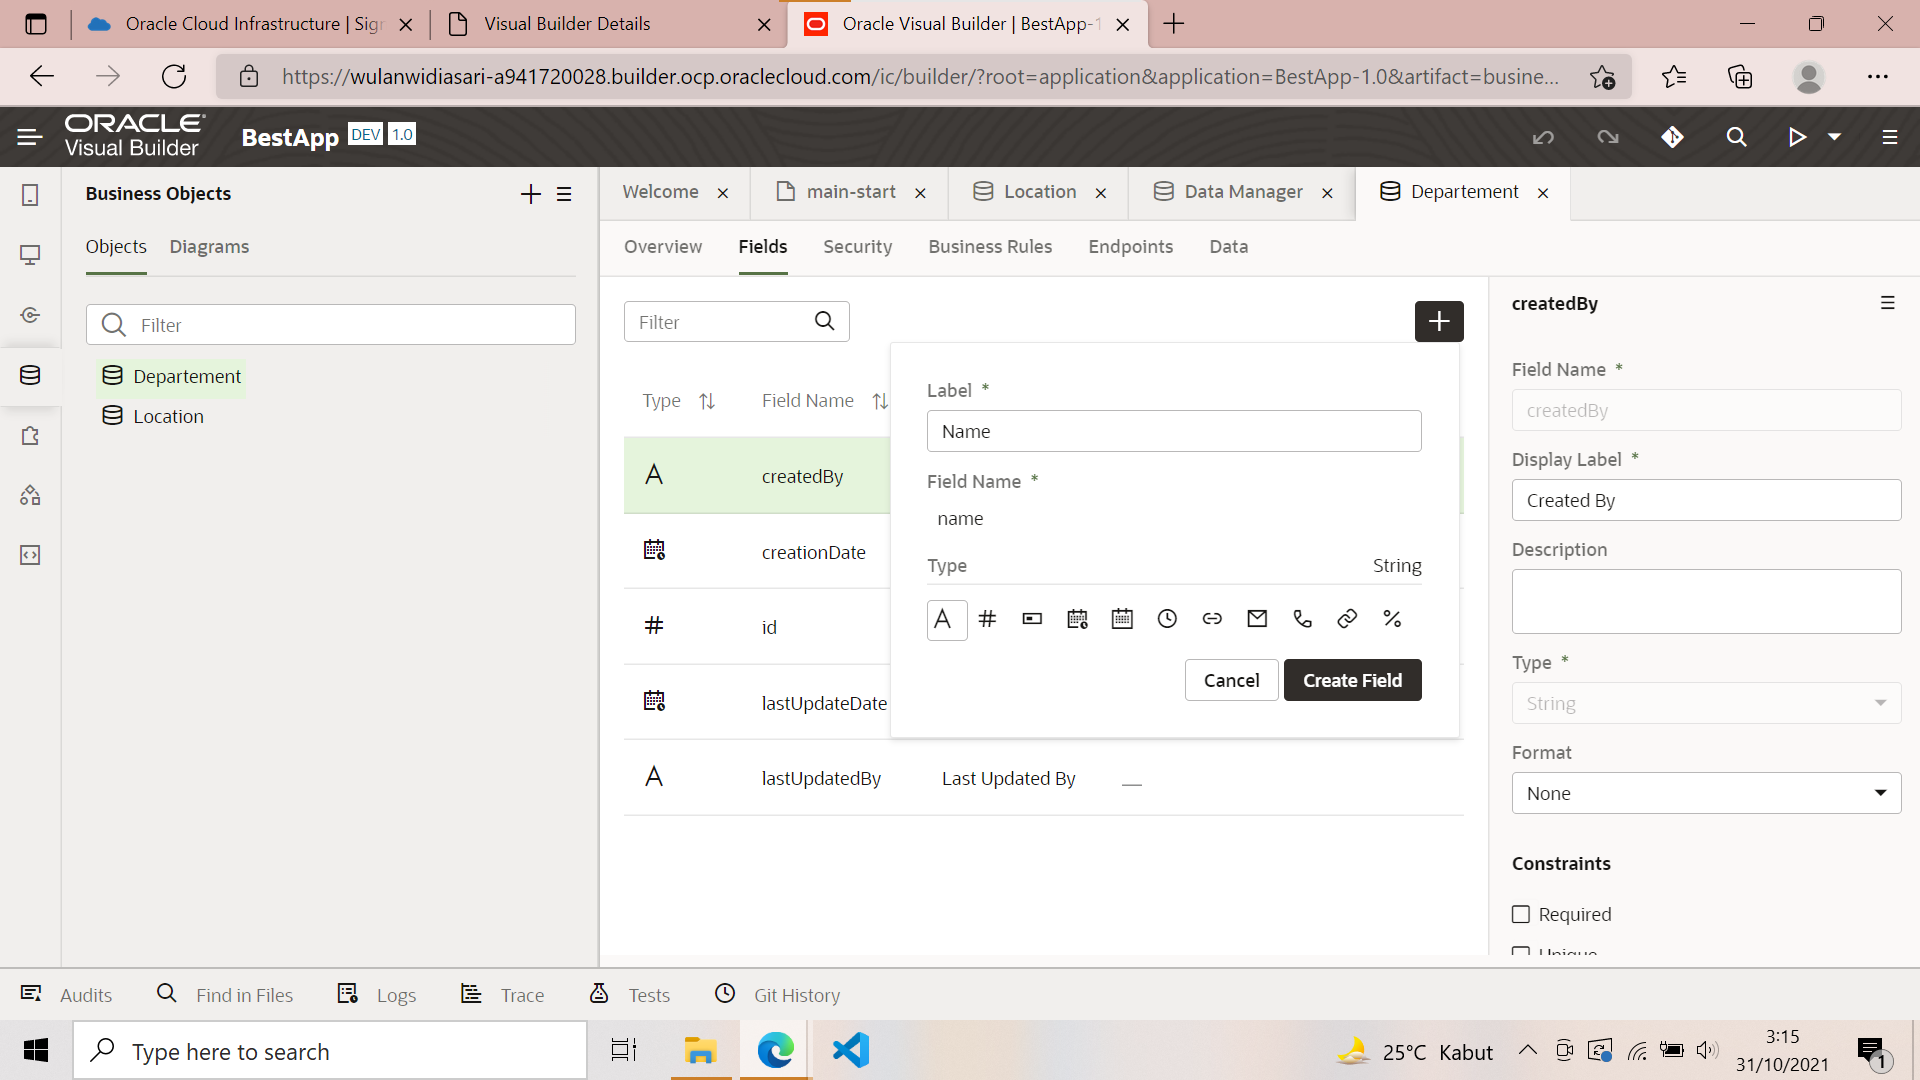 Oracle Cloud Infrastructure | Sign
Visual Builder Details
Oracle Visual Builder | BestApp-1
https://wulanwidiasari-a941720028.builder.ocp.oraclecloud.com/ic/builder/?root=application&application=BestApp-1.0&artifact=busine...
ORACLE
Visual Builder
BestApp DEV 1.0
Business Objects
Welcome
main-start
Location
Data Manager
Departement
Objects
Diagrams
Overview
Fields
Security
Business Rules
Endpoints
Data
Filter
Departement
Location
Filter
Type
Field Name
createdBy
creationDate
id
lastUpdateDate
lastUpdatedBy
Last Updated By
Label *
Name
Field Name *
name
Type
String
Cancel
Create Field
createdBy
Field Name *
createdBy
Display Label *
Created By
Description
Type *
String
Format
None
Constraints
Required
Unique
Audits
Find in Files
Logs
Trace
Tests
Git History
Type here to search
25°C Kabut
3:15
31/10/2021
1